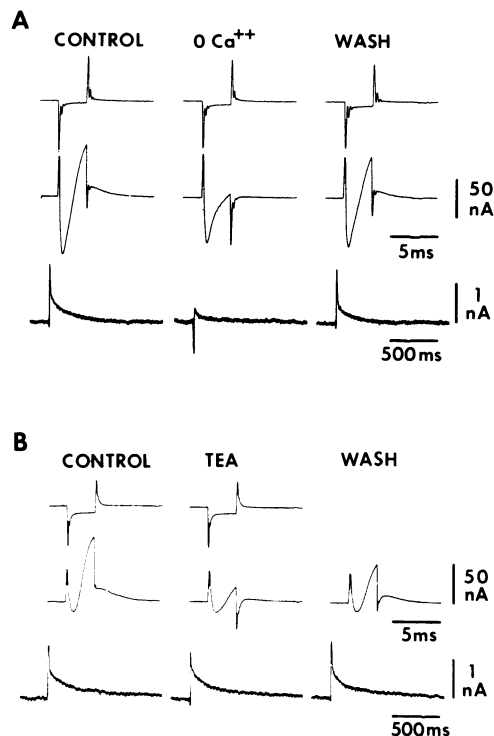 A
CONTROL 0 Ca++ WASH
50
nA
5ms
1
nA
500ms
B
CONTROL TEA WASH
50
nA
5ms
1
nA
500ms